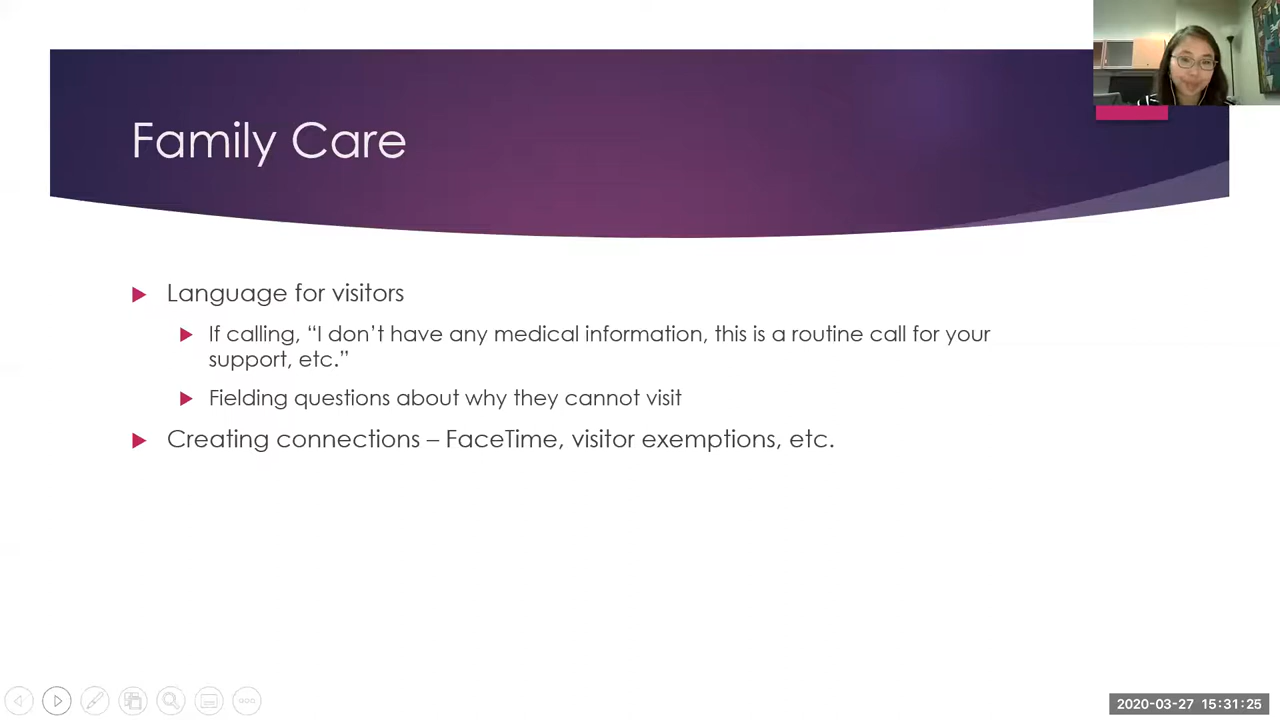 Family Care
Language for visitors
If calling, “I don’t have any medical information, this is a routine call for your
support, etc.”
Fielding questions about why they cannot visit
Creating connections – FaceTime, visitor exemptions, etc.
2020-03-27 15:31:25